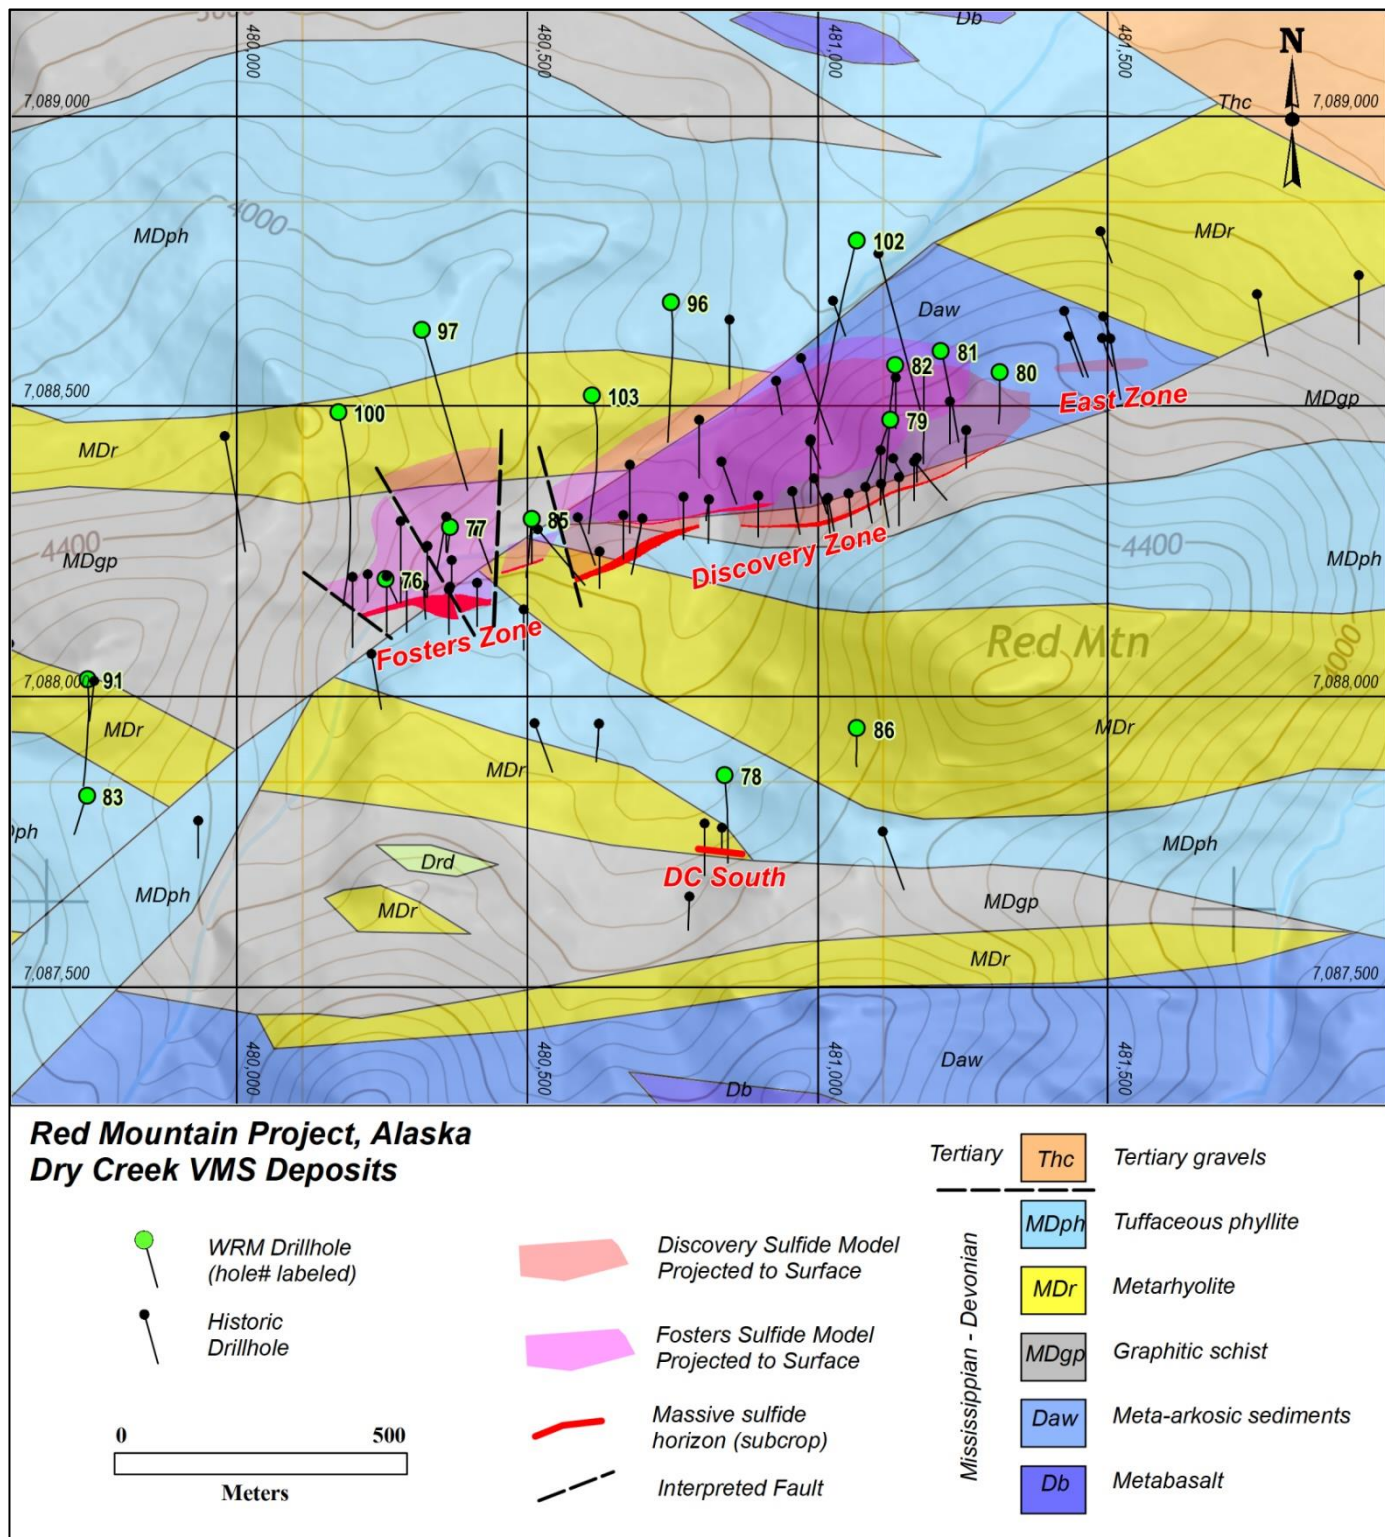 5000
Db
480,000
480,500
481,000
481,500
N
7,089,000
Thc
7,089,000
4000
MDph
MDr
102
96
Daw
97
82
81
80
East Zone
MDgp
7,088,500
7,088,500
103
100
79
MDr
4400
MDgp
77
85
76
Discovery Zone
4400
MDph
Fosters Zone
Red Mtn
4000
91
7,088,000
7,088,000
MDr
86
MDr
MDr
78
83
Dph
MDph
Drd
DC South
MDph
MDr
MDgp
MDr
7,087,500
7,087,500
480,000
480,500
481,000
481,500
Daw
Db
Red Mountain Project, Alaska
Dry Creek VMS Deposits
WRM Drillhole
(hole# labeled)
Historic
Drillhole
0 500
Meters
Discovery Sulfide Model
Projected to Surface
Fosters Sulfide Model
Projected to Surface
Massive sulfide
horizon (subcrop)
Interpreted Fault
Tertiary
Mississippian - Devonian
Thc Tertiary gravels
MDph Tuffaceous phyllite
MDr Metarhyolite
MDgp Graphitic schist
Daw Meta-arkosic sediments
Db Metabasalt